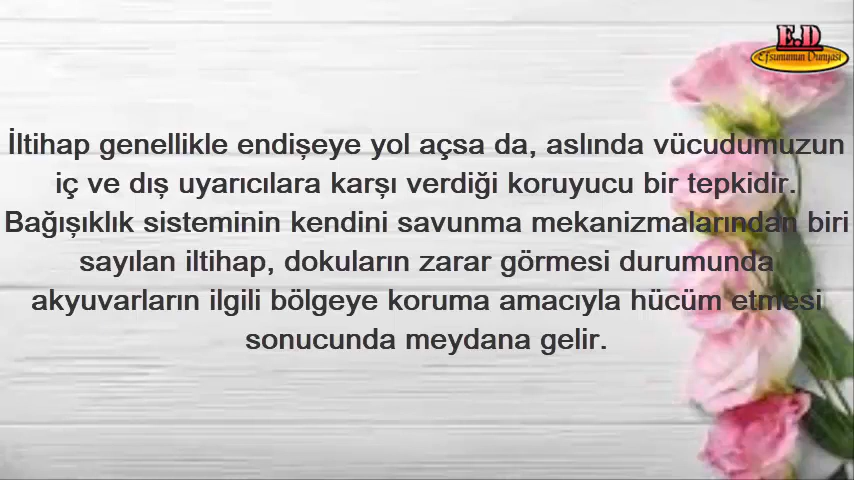 E.D
Efsunumun Dünyası
İltihap genellikle endişeye yol açsa da, aslında vücudumuzun
iç ve dış uyarıcılara karşı verdiği koruyucu bir tepkidir.
Bağışıklık sisteminin kendini savunma mekanizmalarından biri
sayılan iltihap, dokuların zarar görmesi durumunda
akyuvarların ilgili bölgeye koruma amacıyla hücüm etmesi
sonucunda meydana gelir.